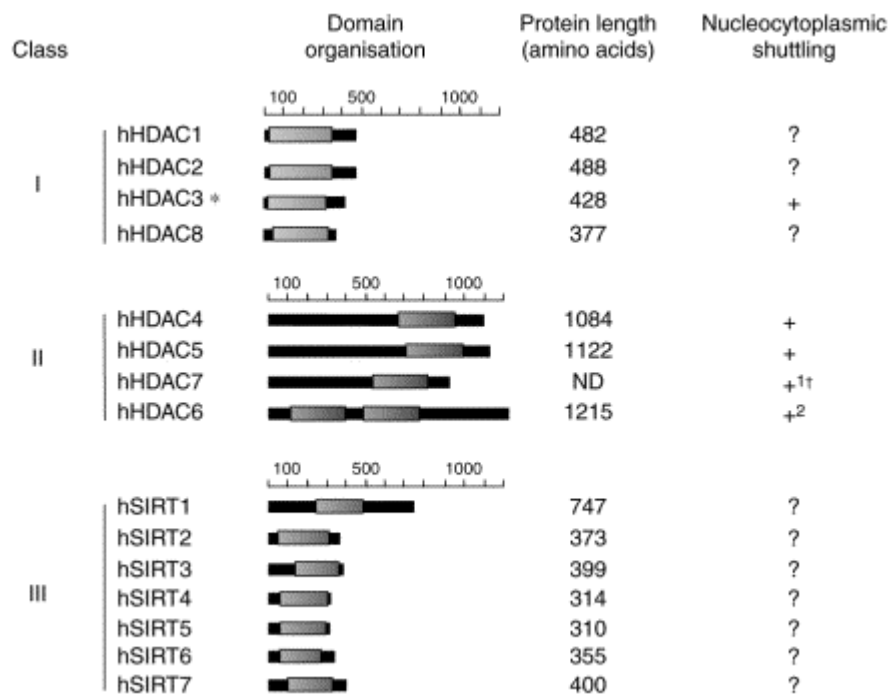 Class Domain organisation Protein length (amino acids) Nucleocytoplasmic shuttling
100 500 1000
I
hHDAC1 482 ?
hHDAC2 488 ?
hHDAC3 * 428 +
hHDAC8 377 ?
100 500 1000
II
hHDAC4 1084 +
hHDAC5 1122 +
hHDAC7 ND +1†
hHDAC6 1215 +2
100 500 1000
III
hSIRT1 747 ?
hSIRT2 373 ?
hSIRT3 399 ?
hSIRT4 314 ?
hSIRT5 310 ?
hSIRT6 355 ?
hSIRT7 400 ?